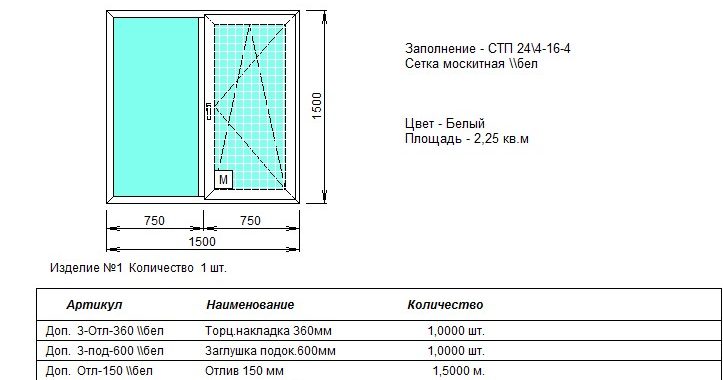 Заполнение - СТП 24\4-16-4
Сетка москитная \\бел
Цвет - Белый
Площадь - 2,25 кв.м
1500
М
750 750
1500
Изделие №1 Количество 1 шт.
Артикул Наименование Количество
Доп. З-Отл-360 \\бел Торц.накладка 360мм 1,0000 шт.
Доп. З-под-600 \\бел Заглушка подок.600мм 1,0000 шт.
Доп. Отл-150 \\бел Отлив 150 мм 1,5000 м.